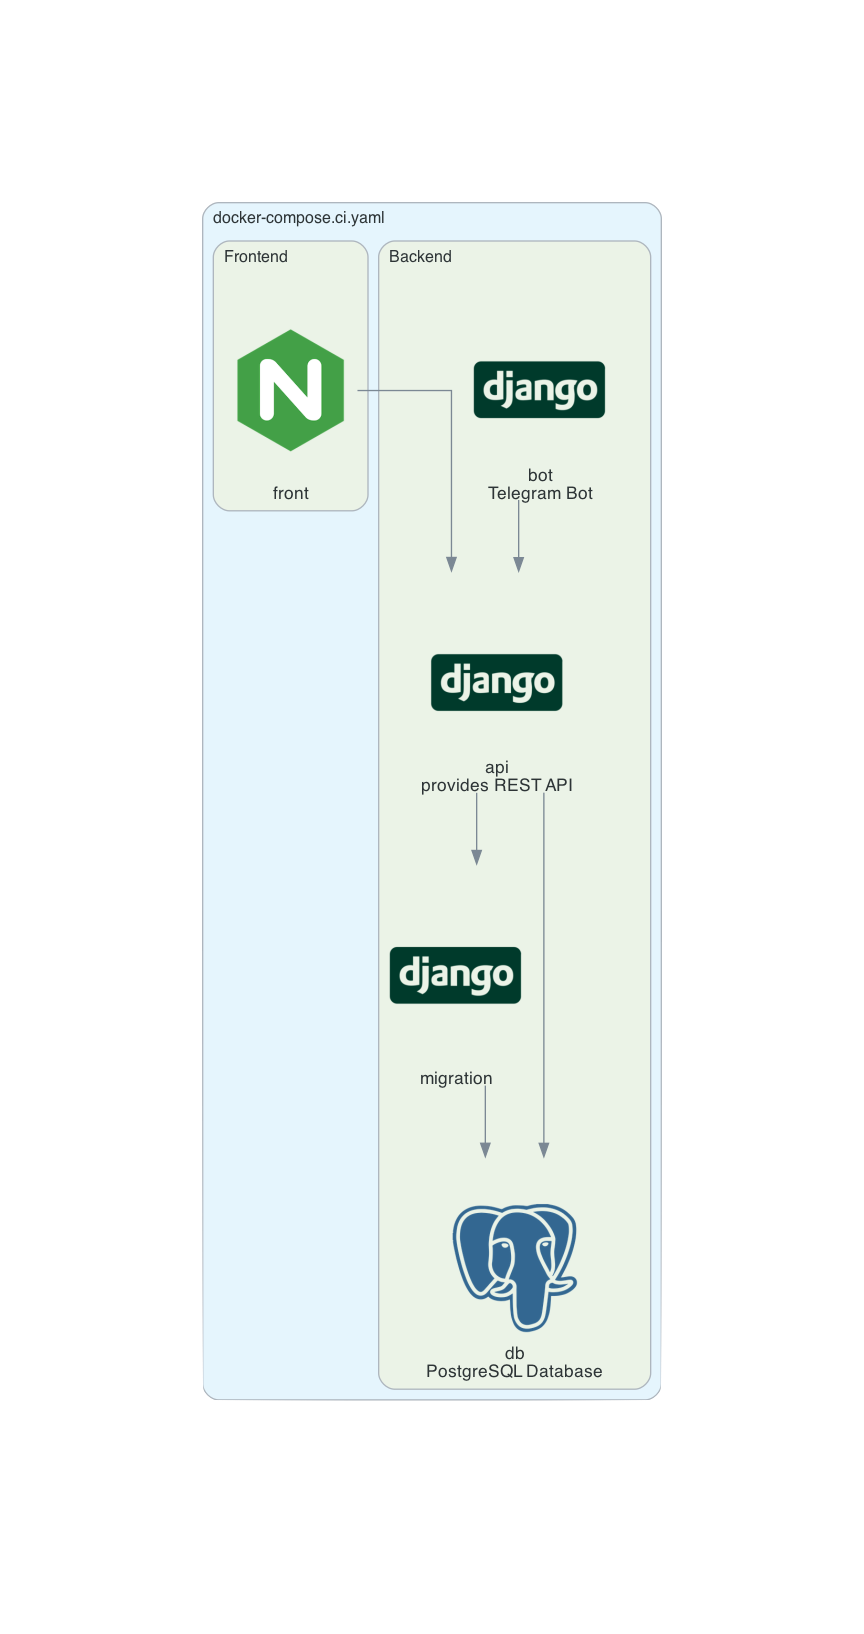 docker-compose.ci.yaml
Frontend
Backend
N
django
front
bot
Telegram Bot
django
api
provides REST API
django
migration
db
PostgreSQL Database